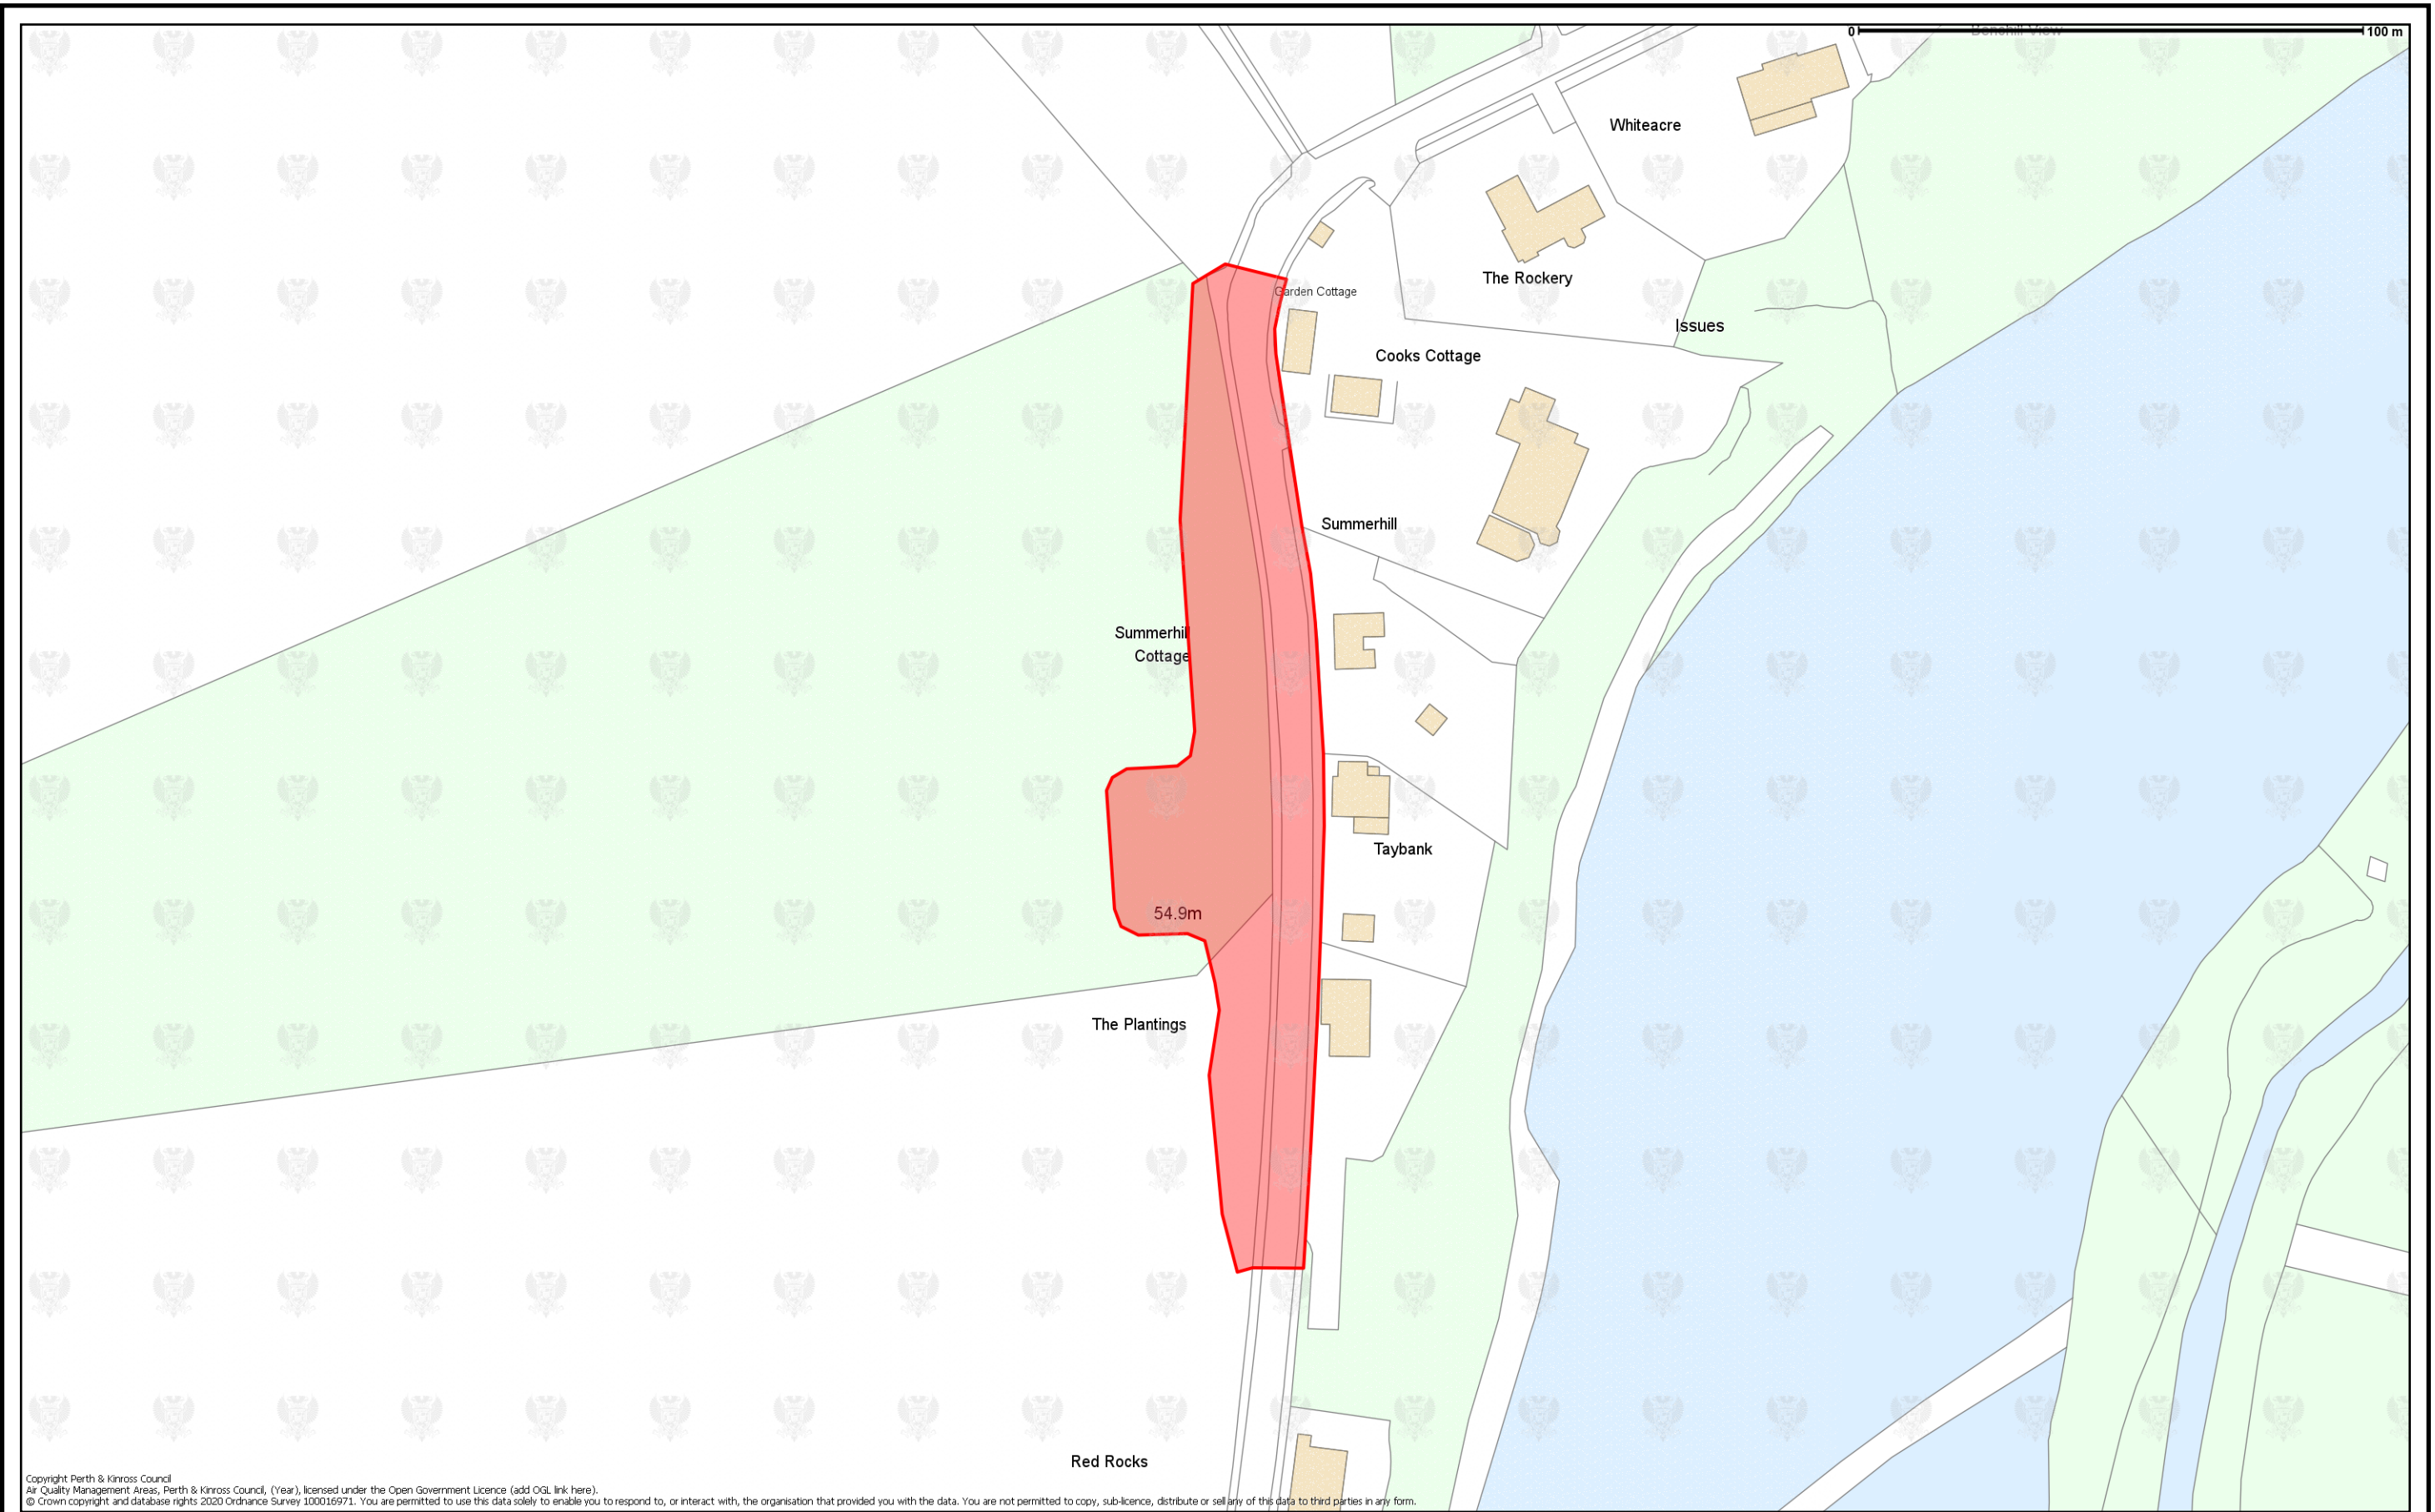 0 100 m
Benchill View
Whiteacre
The Rockery
Garden Cottage
Issues
Cooks Cottage
Summerhill
Summerhill
Cottage
Taybank
54.9m
The Plantings
Red Rocks
Copyright Perth & Kinross Council
Air Quality Management Areas, Perth & Kinross Council, (Year), licensed under the Open Government Licence (add OGL link here).
© Crown copyright and database rights 2020 Ordnance Survey 100016971. You are permitted to use this data solely to enable you to respond to, or interact with, the organisation that provided you with the data. You are not permitted to copy, sub-licence, distribute or sell any of this data to third parties in any form.